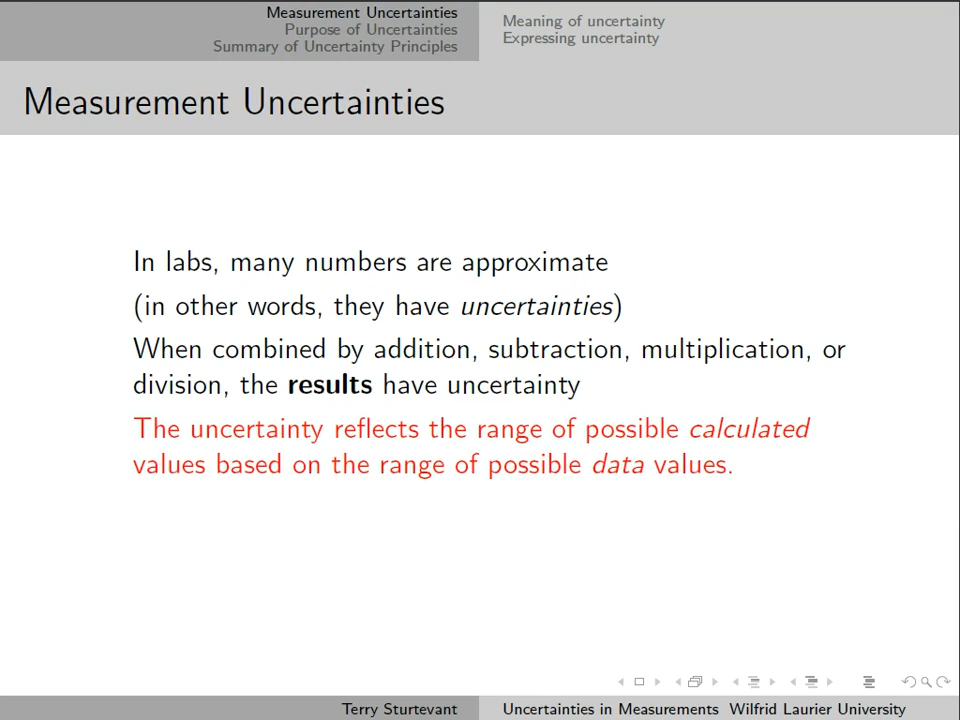 Measurement Uncertainties
Purpose of Uncertainties
Summary of Uncertainty Principles
Meaning of uncertainty
Expressing uncertainty
Measurement Uncertainties
In labs, many numbers are approximate
(in other words, they have uncertainties)
When combined by addition, subtraction, multiplication, or
division, the results have uncertainty
The uncertainty reflects the range of possible calculated
values based on the range of possible data values.
Terry Sturtevant
Uncertainties in Measurements Wilfrid Laurier University